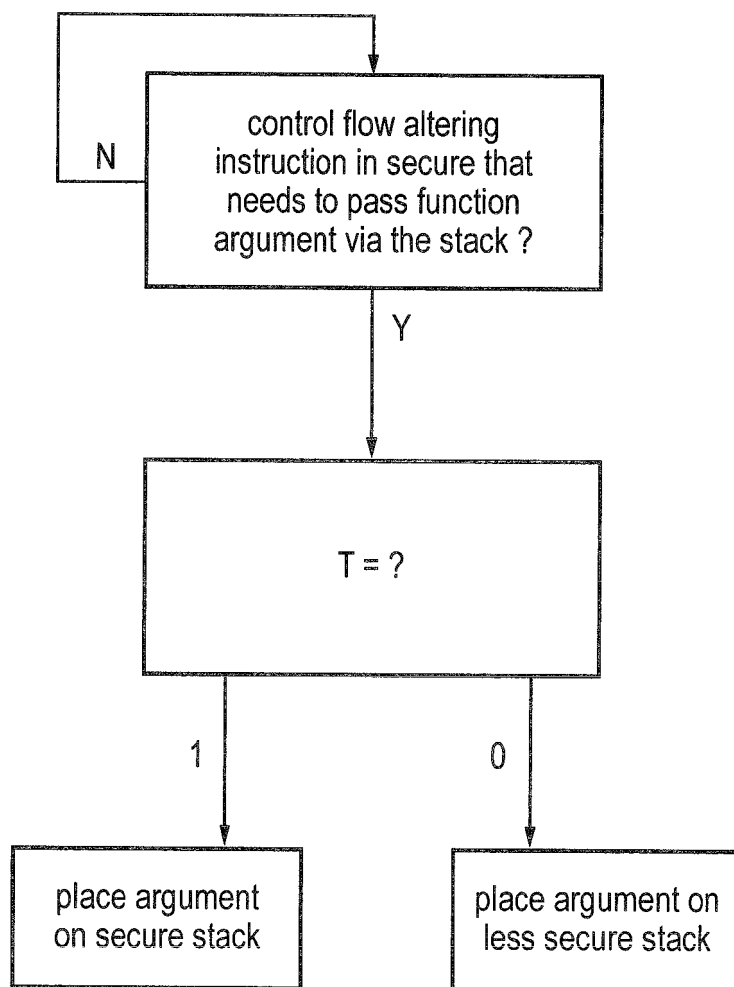 control flow altering
instruction in secure that
needs to pass function
argument via the stack ?
N
Y
T = ?
1
0
place argument
on secure stack
place argument on
less secure stack